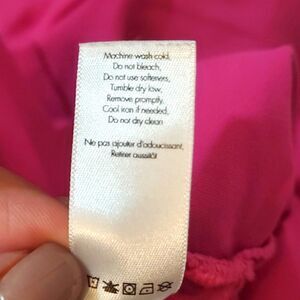 Machine wash cold,
Do not bleach,
Do not use softeners,
Tumble dry low,
Remove promptly,
Cool iron if needed,
Do not dry clean
Ne pas ajouter d'adoucissant,
Retirer aussitôt